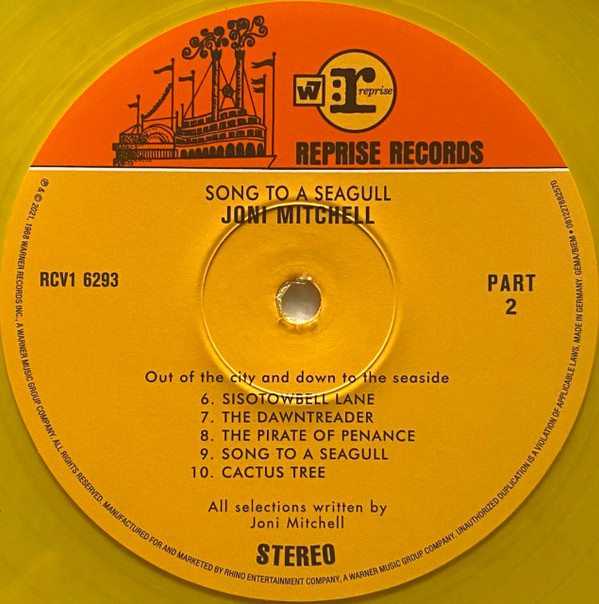 W
:r
reprise
REPRISE RECORDS
SONG TO A SEAGULL
JONI MITCHELL
RCV1 6293
PART
2
Out of the city and down to the seaside
6. SISOTOWBELL LANE
7. THE DAWNTREADER
8. THE PIRATE OF PENANCE
9. SONG TO A SEAGULL
10. CACTUS TREE
All selections written by
Joni Mitchell
STEREO
℗ & © 2021, 1968 WARNER RECORDS INC., A WARNER MUSIC GROUP COMPANY. ALL RIGHTS RESERVED. MANUFACTURED FOR AND MARKETED BY RHINO ENTERTAINMENT COMPANY, A WARNER MUSIC GROUP COMPANY. UNAUTHORIZED DUPLICATION IS A VIOLATION OF APPLICABLE LAWS. MADE IN GERMANY. GEMA/BIEM • 081227882570